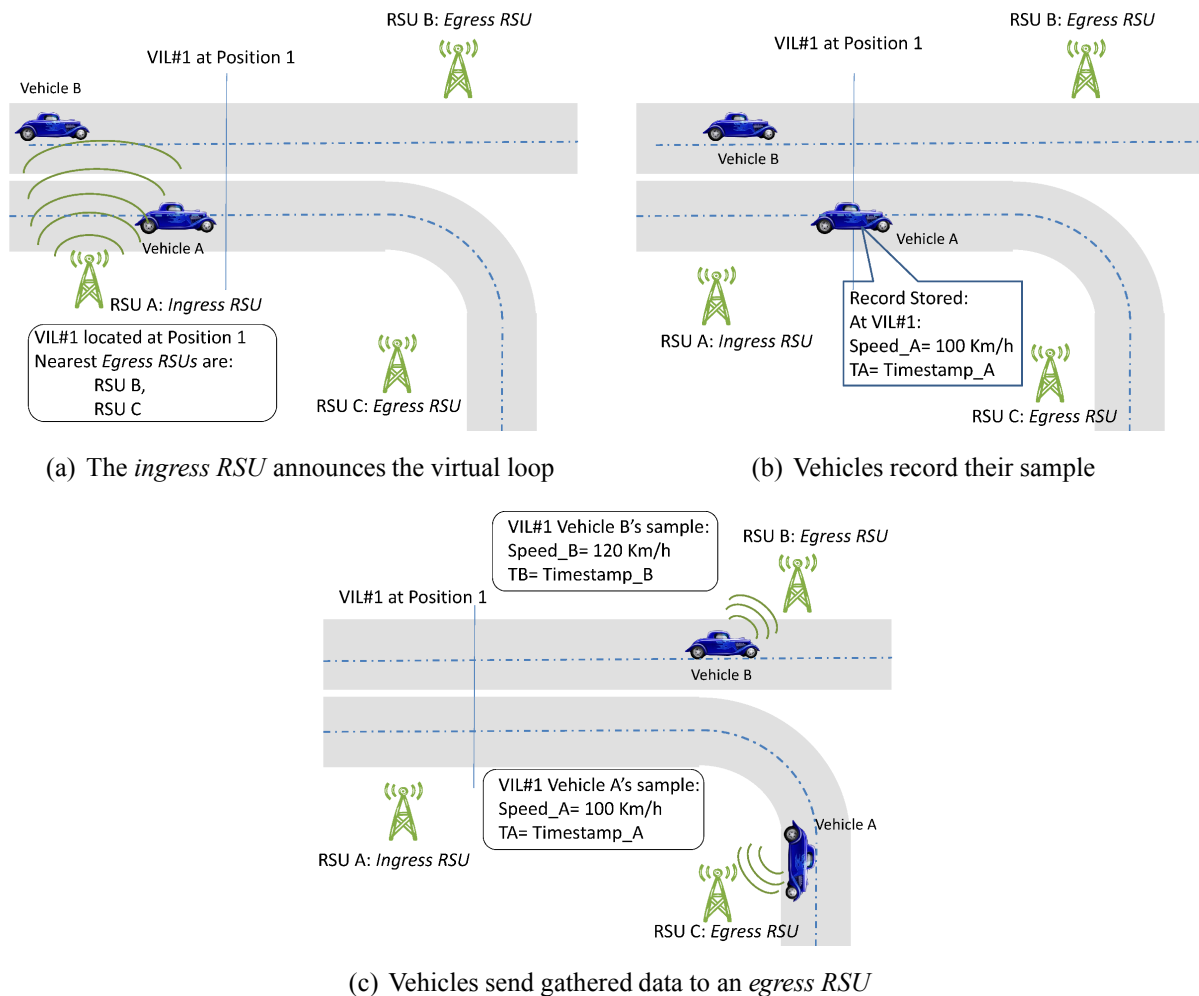 RSU B: Egress RSU
VIL#1 at Position 1
Vehicle B
Vehicle A
RSU A: Ingress RSU
VIL#1 located at Position 1
Nearest Egress RSUs are:
RSU B,
RSU C
RSU C: Egress RSU
(a) The ingress RSU announces the virtual loop
RSU B: Egress RSU
VIL#1 at Position 1
Vehicle B
Vehicle A
Record Stored:
At VIL#1:
Speed_A= 100 Km/h
TA= Timestamp_A
RSU A: Ingress RSU
RSU C: Egress RSU
(b) Vehicles record their sample
VIL#1 Vehicle B’s sample:
Speed_B= 120 Km/h
TB= Timestamp_B
RSU B: Egress RSU
VIL#1 at Position 1
Vehicle B
VIL#1 Vehicle A’s sample:
Speed_A= 100 Km/h
TA= Timestamp_A
Vehicle A
RSU A: Ingress RSU
RSU C: Egress RSU
(c) Vehicles send gathered data to an egress RSU